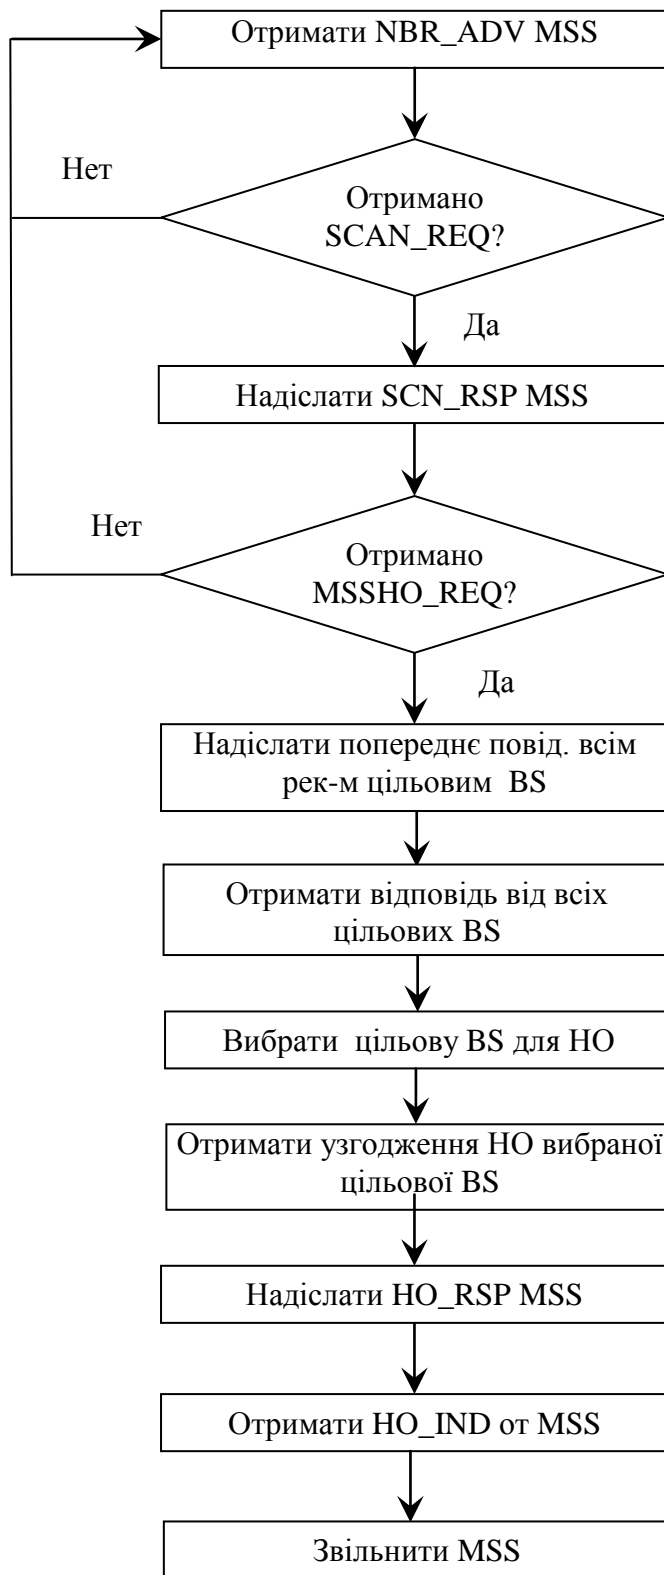 Отримати NBR_ADV MSS
Нет
Отримано
SCAN_REQ?
Да
Надіслати SCN_RSP MSS
Нет
Отримано
MSSHO_REQ?
Да
Надіслати попереднє повід. всім
рек-м цільовим BS
Отримати відповідь від всіх
цільових BS
Вибрати цільову BS для HO
Отримати узгодження HO вибраної
цільової BS
Надіслати HO_RSP MSS
Отримати HO_IND от MSS
Звільнити MSS